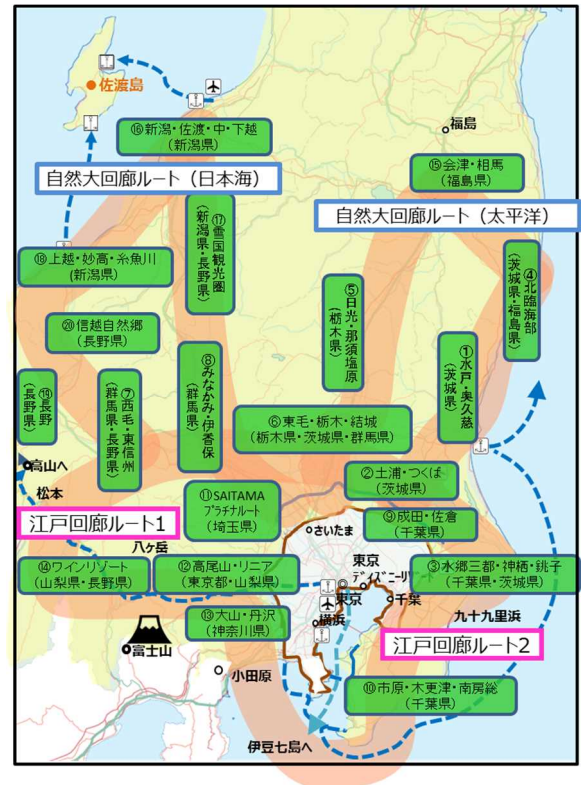 佐渡島
⑯新潟・佐渡・中・下越
(新潟県)
福島
⑮会津・相馬
(福島県)
自然大回廊ルート（日本海）
自然大回廊ルート（太平洋）
⑰雪国観光圏
(新潟県・長野県)
④北臨海部
(茨城県・福島県)
⑱上越・妙高・糸魚川
(新潟県)
⑤日光・那須塩原
(栃木県)
⑳信越自然郷
(長野県)
①水戸・奥久慈
(茨城県)
⑧みなかみ・伊香保
(群馬県)
⑲長野
(長野県)
⑦西毛・東信州
(群馬県・長野県)
⑥東毛・栃木・結城
(栃木県・茨城県・群馬県)
高山へ
②土浦・つくば
(茨城県)
松本
⑪SAITAMA
プラチナルート
(埼玉県)
江戸回廊ルート1
⑨成田・佐倉
(千葉県)
さいたま
八ヶ岳
東京
ディズニーリゾート
⑭ワインリゾート
(山梨県・長野県)
⑫高尾山・リニア
(東京都・山梨県)
③水郷三都・神栖・銚子
(千葉県・茨城県)
東京
千葉
⑬大山・丹沢
(神奈川県)
横浜
九十九里浜
富士山
江戸回廊ルート2
小田原
⑩市原・木更津・南房総
(千葉県)
伊豆七島へ